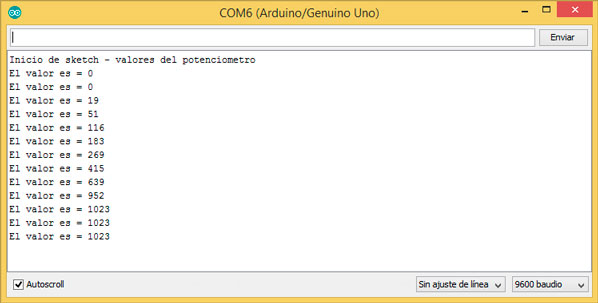 COM6 (Arduino/Genuino Uno)
Enviar
Inicio de sketch - valores del potenciometro
El valor es = 0
El valor es = 0
El valor es = 19
El valor es = 51
El valor es = 116
El valor es = 183
El valor es = 269
El valor es = 415
El valor es = 639
El valor es = 952
El valor es = 1023
El valor es = 1023
El valor es = 1023
Autoscroll
Sin ajuste de línea
9600 baudio